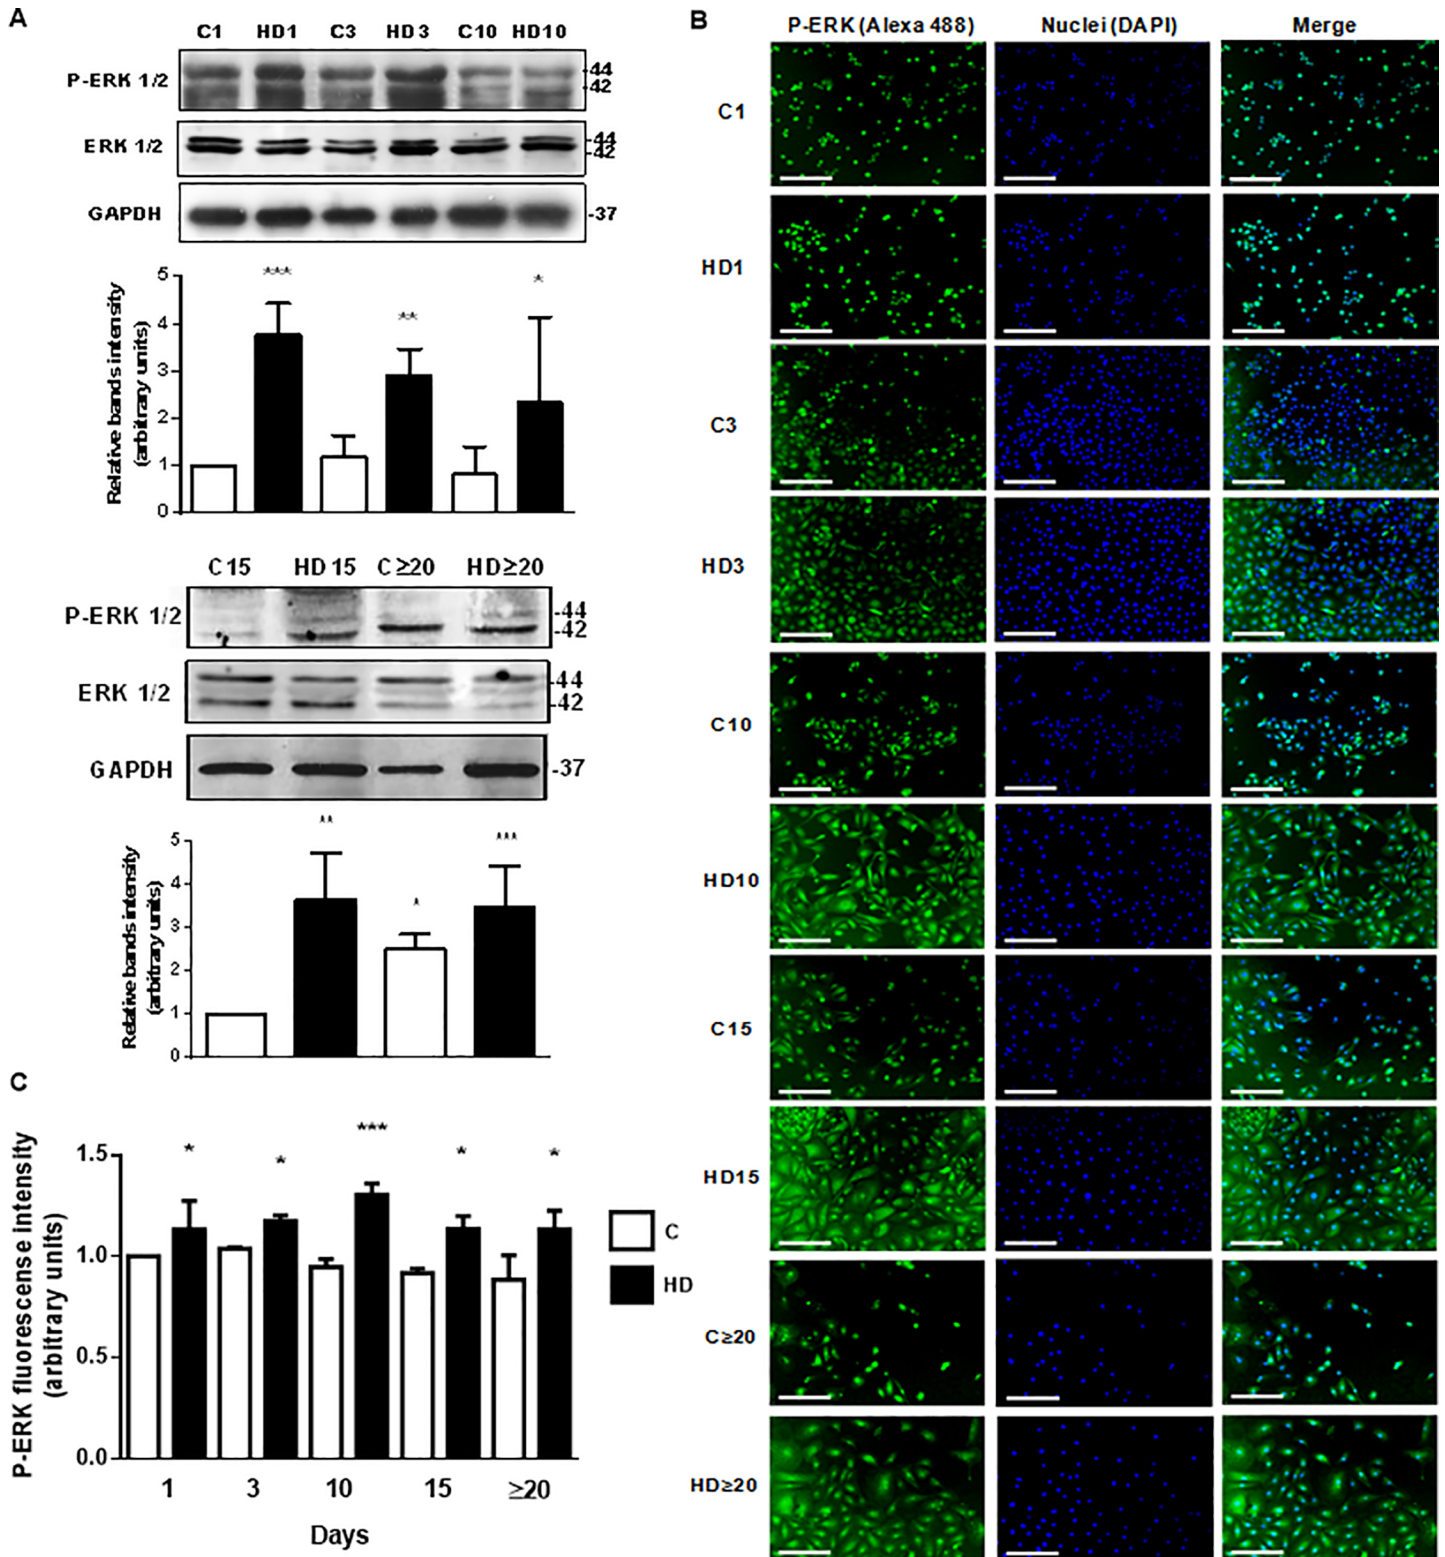 A
C1 HD1 C3 HD3 C10 HD10
P-ERK 1/2
-44
-42
ERK 1/2
-44
-42
GAPDH
-37
Relative bands intensity
(arbitrary units)
5
4
3
2
1
0
***
**
*
C15 HD15 C≥20 HD≥20
P-ERK 1/2
-44
-42
ERK 1/2
-44
-42
GAPDH
-37
Relative bands intensity
(arbitrary units)
5
4
3
2
1
0
**
*
***
C
P-ERK fluorescense intensity
(arbitrary units)
1.5
1.0
0.5
0.0
*
*
***
*
*
1 3 10 15 ≥20
Days
C
HD
B
P-ERK (Alexa 488) Nuclei (DAPI) Merge
C1
HD1
C3
HD3
C10
HD10
C15
HD15
C≥20
HD≥20